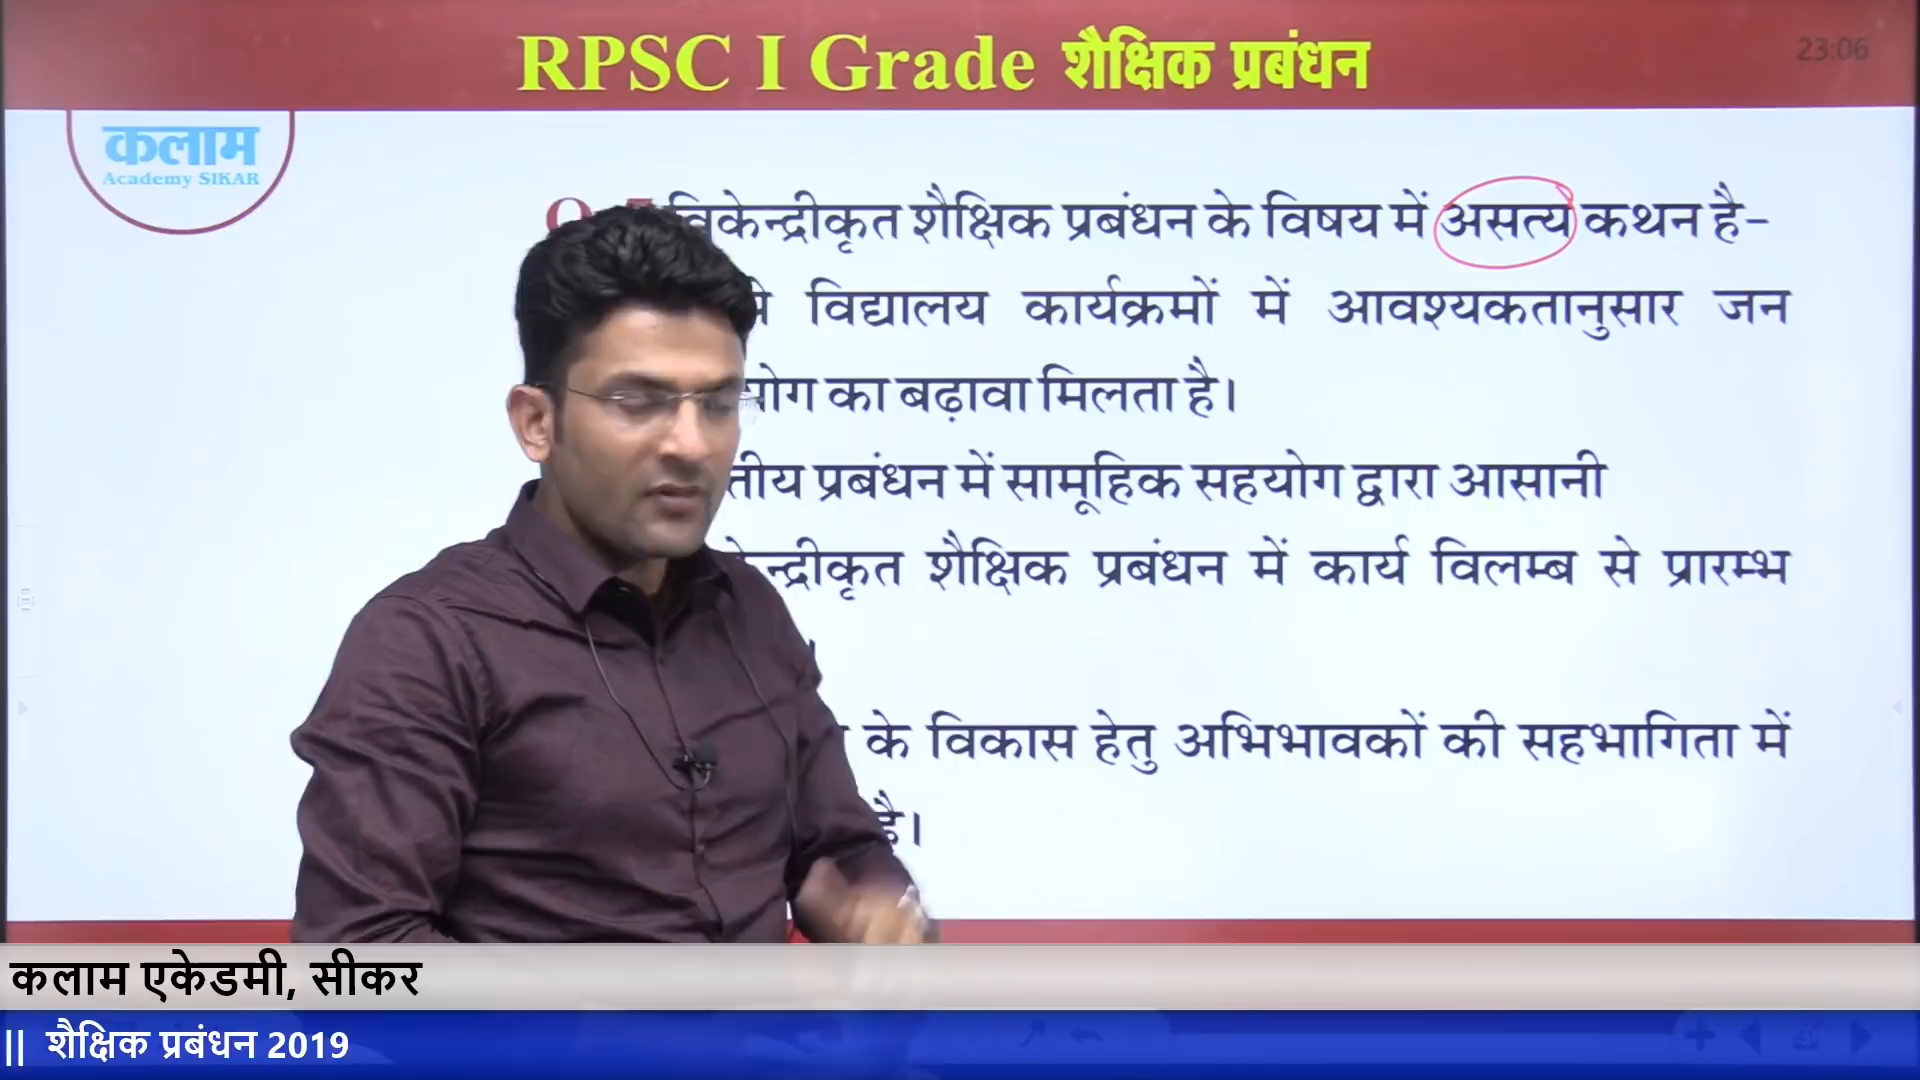 RPSC I Grade शैक्षिक प्रबंधन
23:06
कलाम
Academy SIKAR
विकेन्द्रीकृत शैक्षिक प्रबंधन के विषय में असत्य कथन है-
विद्यालय कार्यक्रमों में आवश्यकतानुसार जन
का बढ़ावा मिलता है।
प्रबंधन में सामूहिक सहयोग द्वारा आसानी
शैक्षिक प्रबंधन में कार्य विलम्ब से प्रारम्भ
के विकास हेतु अभिभावकों की सहभागिता में
है।
कलाम एकेडमी, सीकर
|| शैक्षिक प्रबंधन 2019